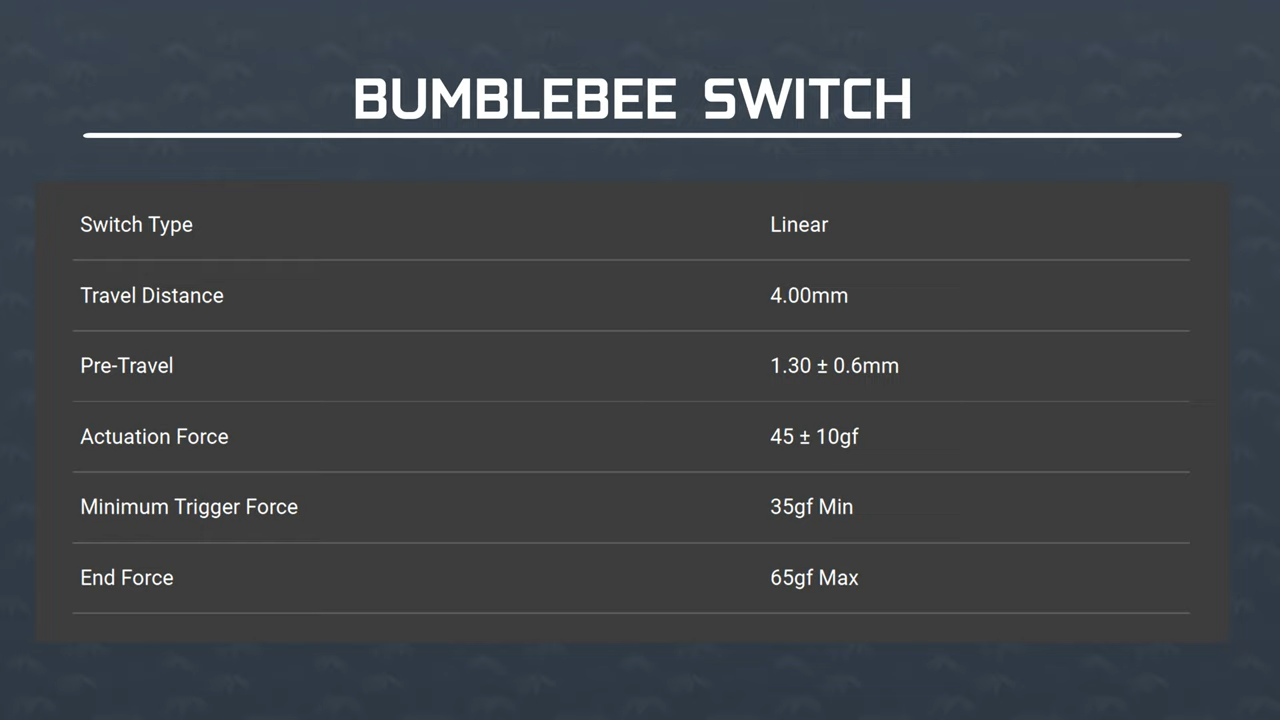 BUMBLEBEE SWITCH
Switch Type Linear
Travel Distance 4.00mm
Pre-Travel 1.30 ± 0.6mm
Actuation Force 45 ± 10gf
Minimum Trigger Force 35gf Min
End Force 65gf Max